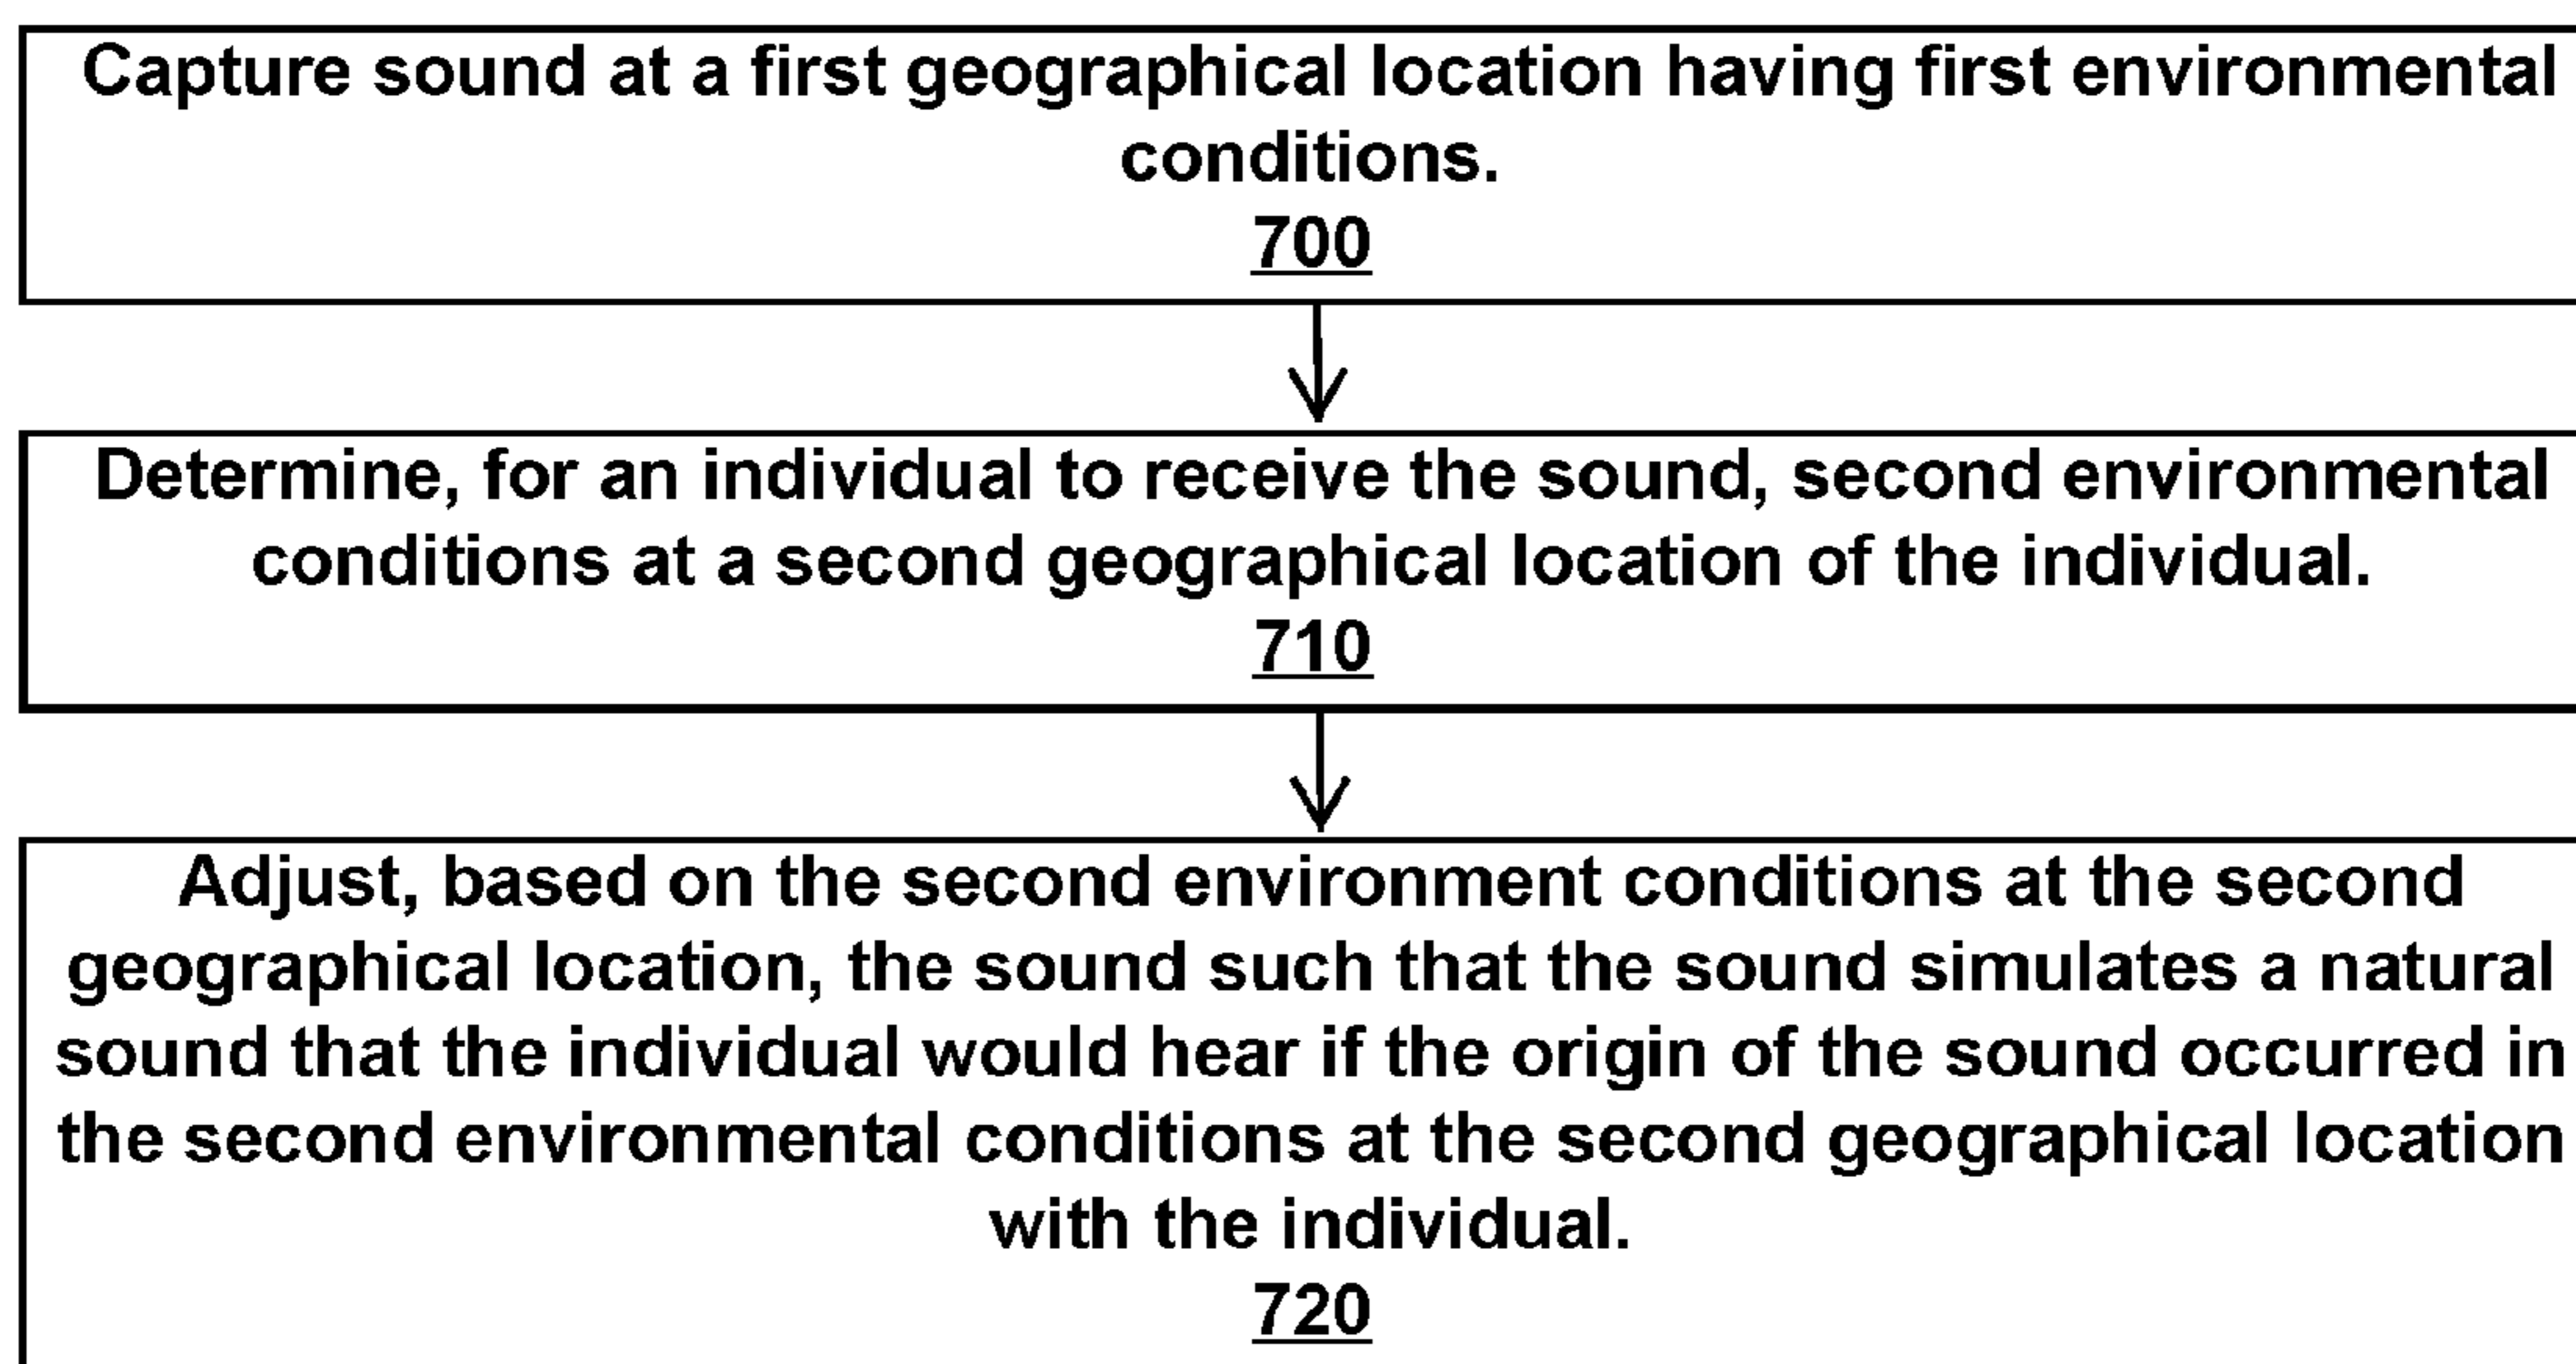 Capture sound at a first geographical location having first environmental
conditions.
700
Determine, for an individual to receive the sound, second environmental
conditions at a second geographical location of the individual.
710
Adjust, based on the second environment conditions at the second
geographical location, the sound such that the sound simulates a natural
sound that the individual would hear if the origin of the sound occurred in
the second environmental conditions at the second geographical location
with the individual.
720